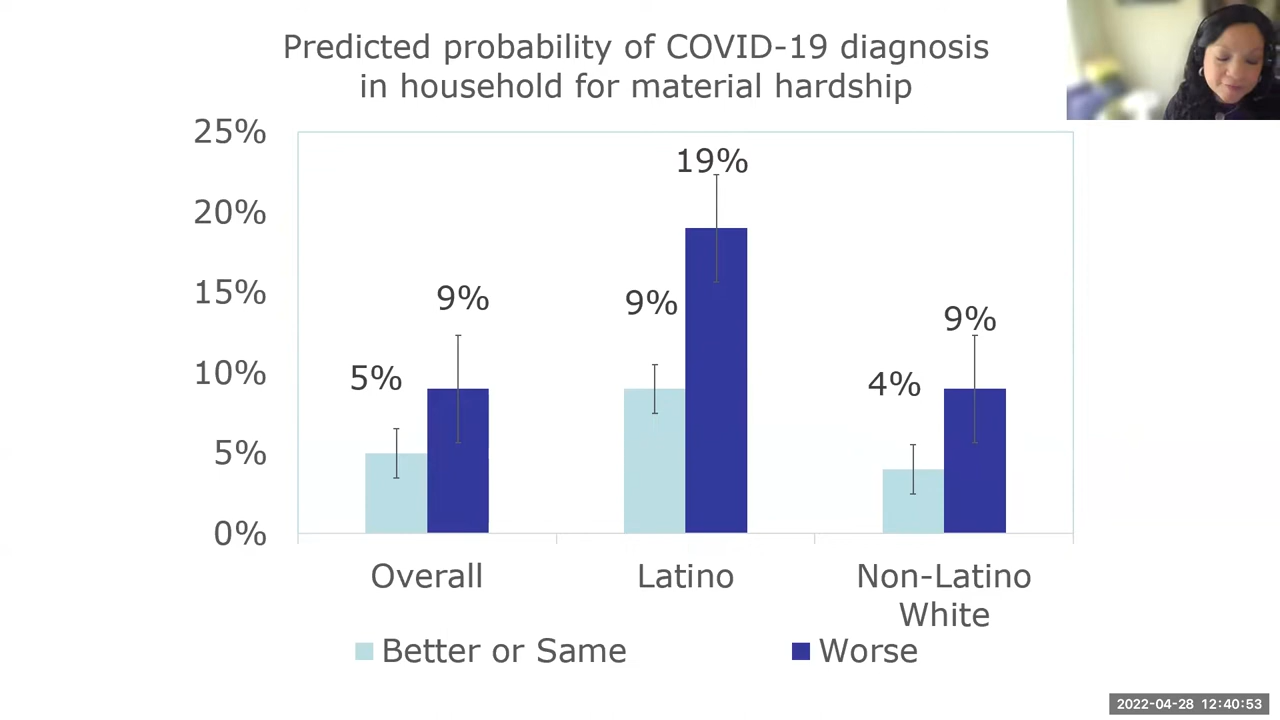 Predicted probability of COVID-19 diagnosis
in household for material hardship
25%
20%
15%
10%
5%
0%
5%
9%
9%
19%
4%
9%
Overall
Latino
Non-Latino
White
Better or Same
Worse
2022-04-28 12:40:53